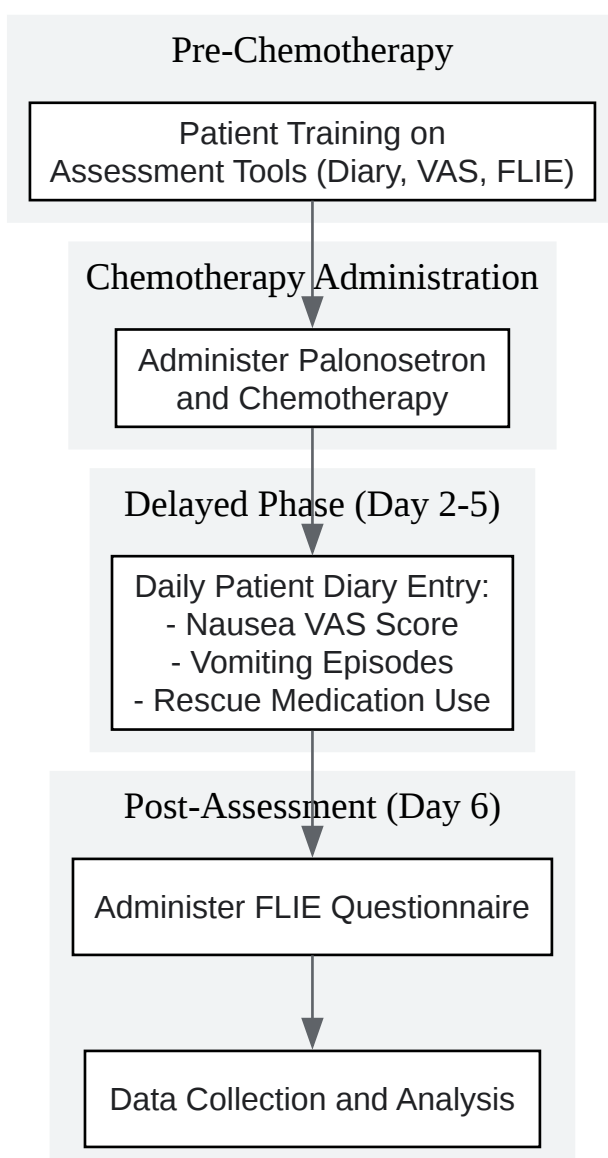 Pre-Chemotherapy
Patient Training on
Assessment Tools (Diary, VAS, FLIE)
Chemotherapy Administration
Administer Palonosetron
and Chemotherapy
Delayed Phase (Day 2-5)
Daily Patient Diary Entry:
- Nausea VAS Score
- Vomiting Episodes
- Rescue Medication Use
Post-Assessment (Day 6)
Administer FLIE Questionnaire
Data Collection and Analysis